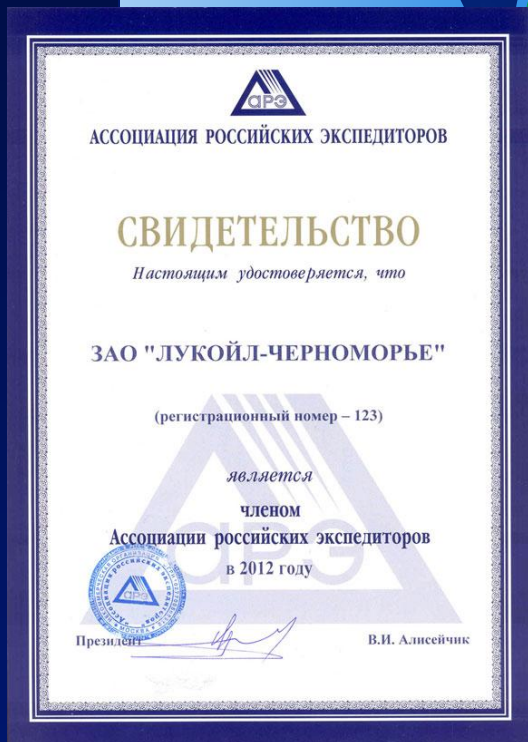 АРЭ
АССОЦИАЦИЯ РОССИЙСКИХ ЭКСПЕДИТОРОВ
СВИДЕТЕЛЬСТВО
Настоящим удостоверяется, что
ЗАО "ЛУКОЙЛ-ЧЕРНОМОРЬЕ"
(регистрационный номер – 123)
является
членом
Ассоциации российских экспедиторов
в 2012 году
АРЭ
Президент
В.И. Алисейчик